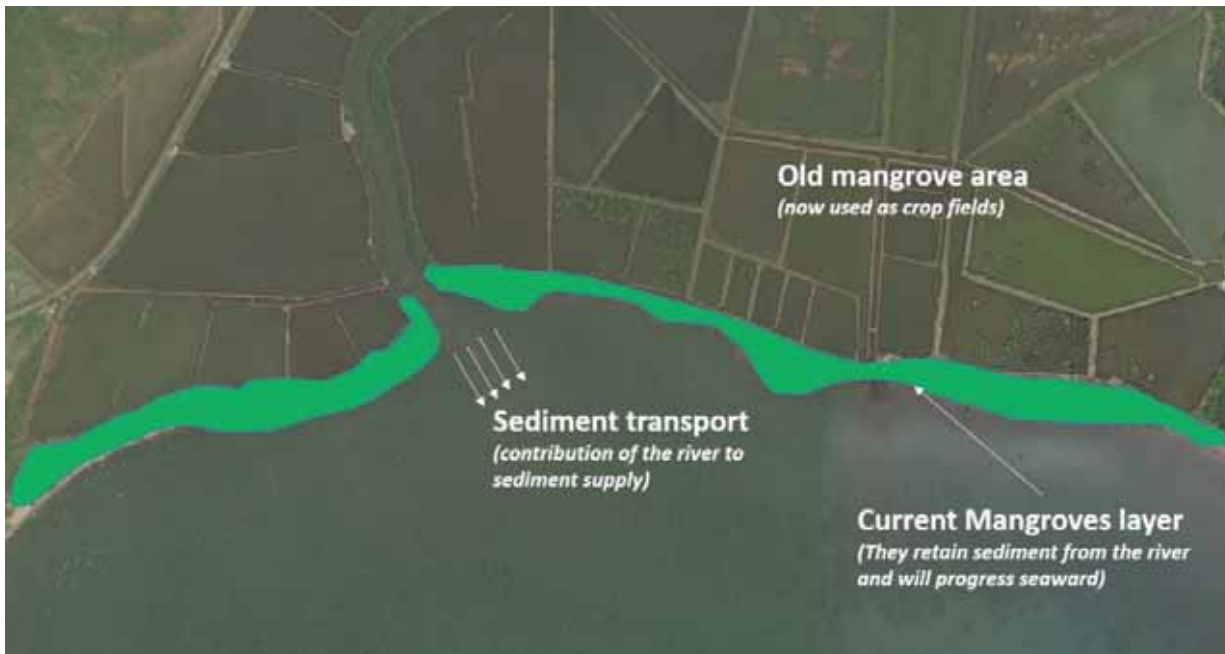 Old mangrove area
(now used as crop fields)
Sediment transport
(contribution of the river to
sediment supply)
Current Mangroves layer
(They retain sediment from the river
and will progress seaward)